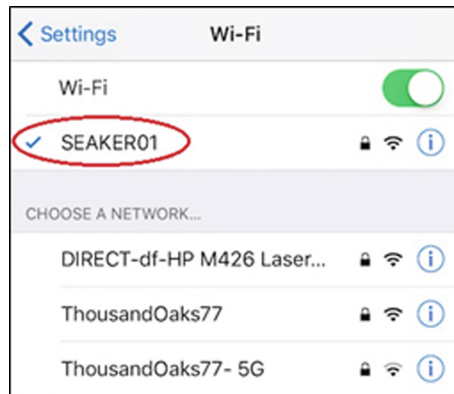 Settings Wi-Fi
Wi-Fi
SEAKER01
CHOOSE A NETWORK...
DIRECT-df-HP M426 Laser...
ThousandOaks77
ThousandOaks77- 5G